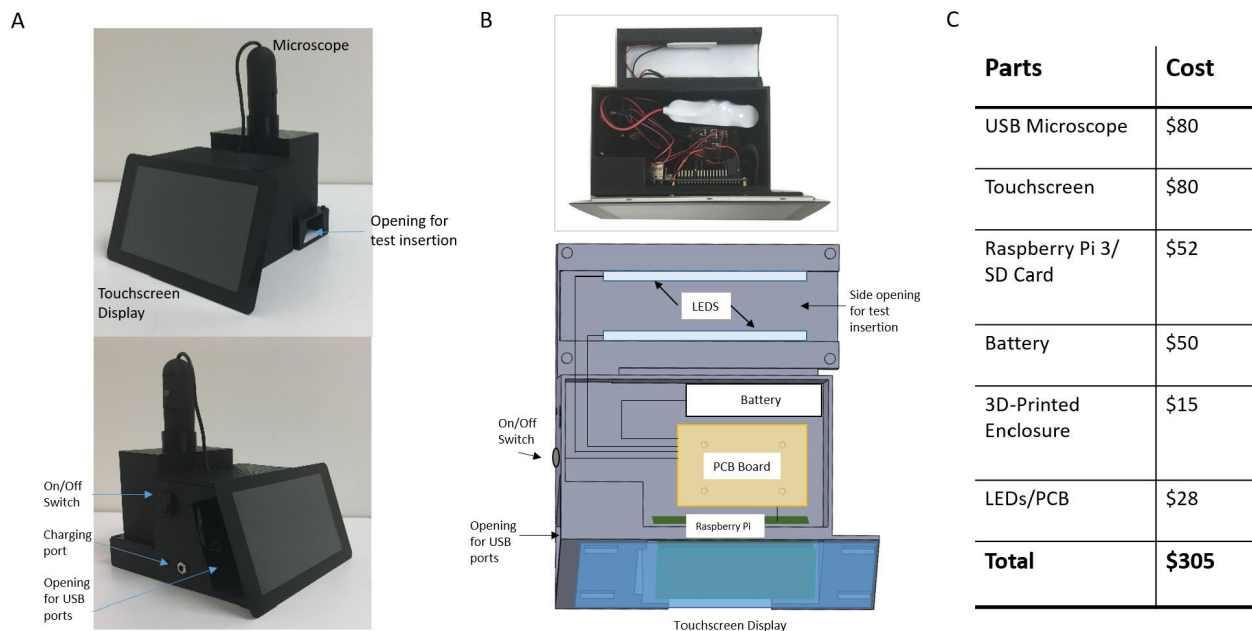 A
Microscope
Opening for
test insertion
Touchscreen
Display
On/Off
Switch
Charging
port
Opening
for USB
ports
B
LEDS
Side opening
for test
insertion
Battery
On/Off
Switch
PCB Board
Raspberry Pi
Opening
for USB
ports
Touchscreen Display
C
Parts Cost
USB Microscope $80
Touchscreen $80
Raspberry Pi 3/ $52
SD Card
Battery $50
3D-Printed $15
Enclosure
LEDs/PCB $28
Total $305